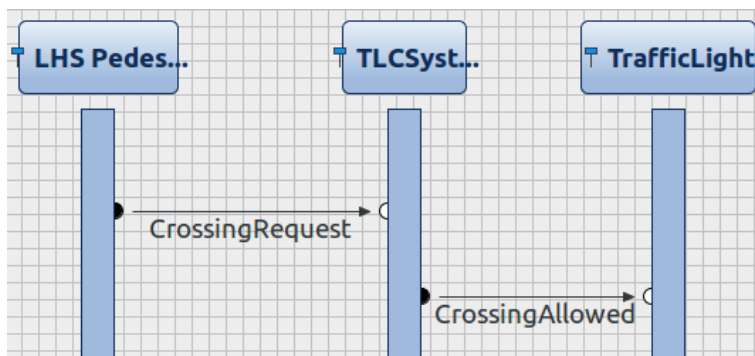 LHS Pedes...
TLCSyst...
TrafficLight
CrossingRequest
CrossingAllowed